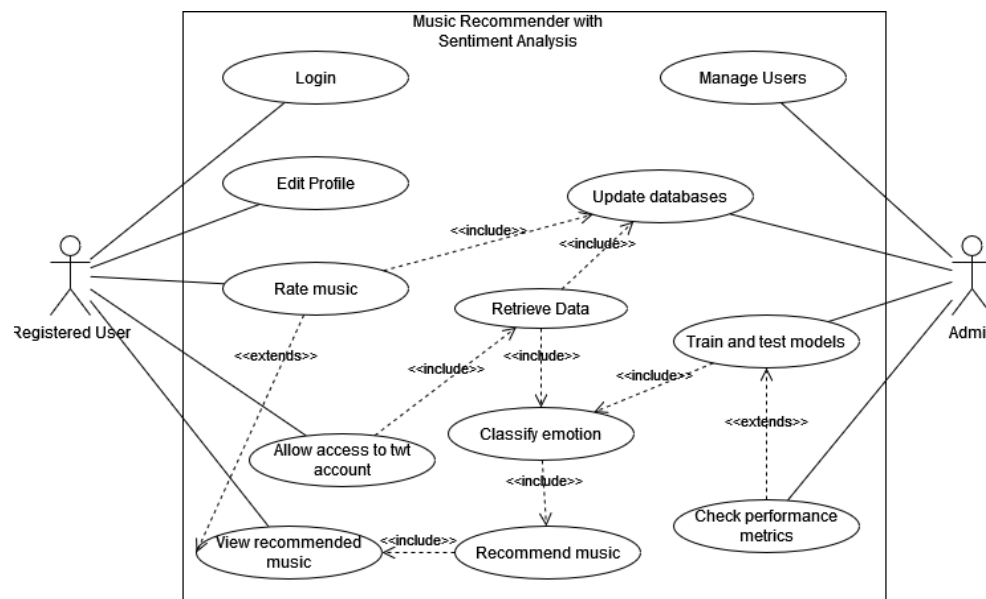 Music Recommender with
Sentiment Analysis
Login
Manage Users
Edit Profile
Update databases
<<include>>
<<include>>
Rate music
Retrieve Data
Registered User
Admi
<<extends>>
<<include>>
<<include>>
Train and test models
<<include>>
Allow access to twt
account
Classify emotion
<<extends>>
<<include>>
View recommended
music
<<include>>
Recommend music
Check performance
metrics